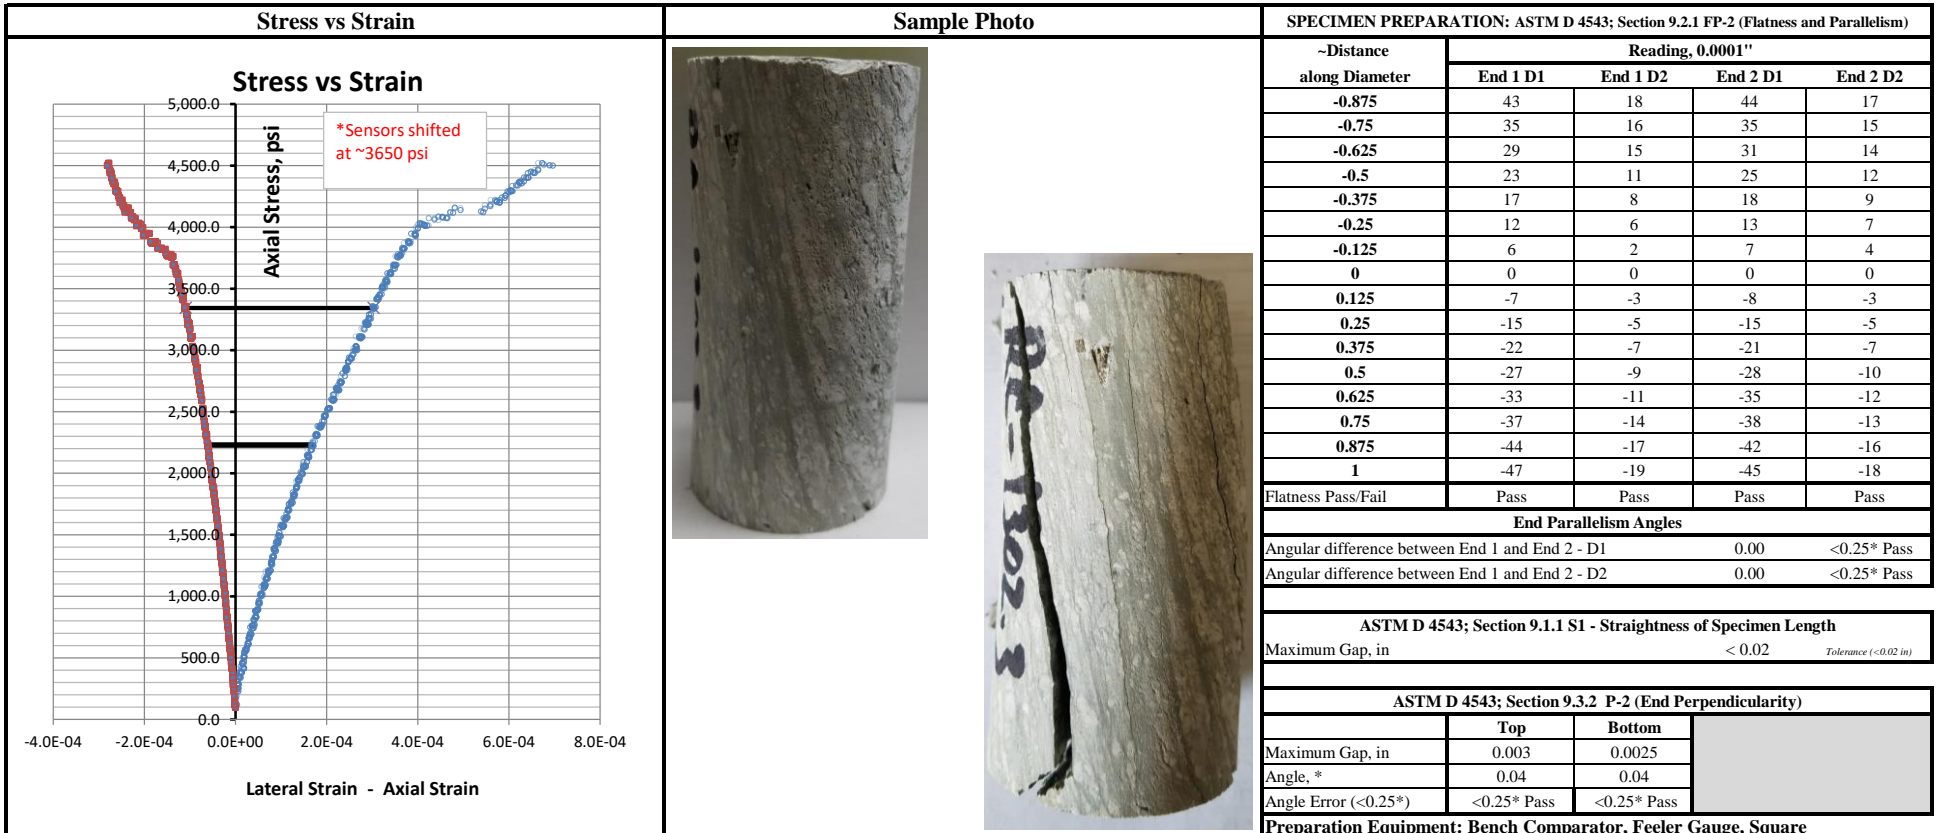 Stress vs Strain
Stress vs Strain
5,000.0
4,500.0
4,000.0
3,500.0
3,000.0
2,500.0
2,000.0
1,500.0
1,000.0
500.0
0.0
Axial Stress, psi
*Sensors shifted
at ~3650 psi
-4.0E-04 -2.0E-04 0.0E+00 2.0E-04 4.0E-04 6.0E-04 8.0E-04
Lateral Strain - Axial Strain
Sample Photo
SPECIMEN PREPARATION: ASTM D 4543; Section 9.2.1 FP-2 (Flatness and Parallelism)
~Distance Reading, 0.0001"
along Diameter End 1 D1 End 1 D2 End 2 D1 End 2 D2
-0.875 43 18 44 17
-0.75 35 16 35 15
-0.625 29 15 31 14
-0.5 23 11 25 12
-0.375 17 8 18 9
-0.25 12 6 13 7
-0.125 6 2 7 4
0 0 0 0 0
0.125 -7 -3 -8 -3
0.25 -15 -5 -15 -5
0.375 -22 -7 -21 -7
0.5 -27 -9 -28 -10
0.625 -33 -11 -35 -12
0.75 -37 -14 -38 -13
0.875 -44 -17 -42 -16
1 -47 -19 -45 -18
Flatness Pass/Fail Pass Pass Pass Pass
End Parallelism Angles
Angular difference between End 1 and End 2 - D1 0.00 <0.25* Pass
Angular difference between End 1 and End 2 - D2 0.00 <0.25* Pass
ASTM D 4543; Section 9.1.1 S1 - Straightness of Specimen Length
Maximum Gap, in < 0.02 Tolerance (<0.02 in)
ASTM D 4543; Section 9.3.2 P-2 (End Perpendicularity)
Top Bottom
Maximum Gap, in 0.003 0.0025
Angle, * 0.04 0.04
Angle Error (<0.25*) <0.25* Pass <0.25* Pass
Preparation Equipment: Bench Comparator, Feeler Gauge, Square